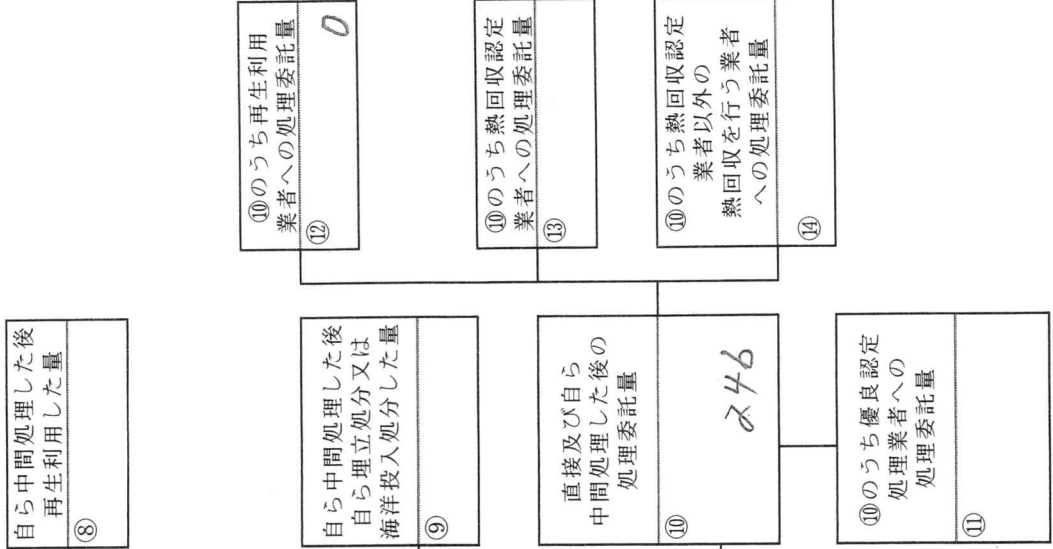 自ら中間処理した後
再生利用した量
⑧
自ら中間処理した後
自ら埋立処分又は
海洋投入処分した量
⑨
直接及び自ら
中間処理した後の
処理委託量
⑩
246
⑩のうち優良認定
処理業者への
処理委託量
⑪
⑩のうち再生利用
業者への処理委託量
⑫
0
⑩のうち熱回収認定
業者への処理委託量
⑬
⑩のうち熱回収認定
業者以外の
熱回収を行う業者
への処理委託量
⑭